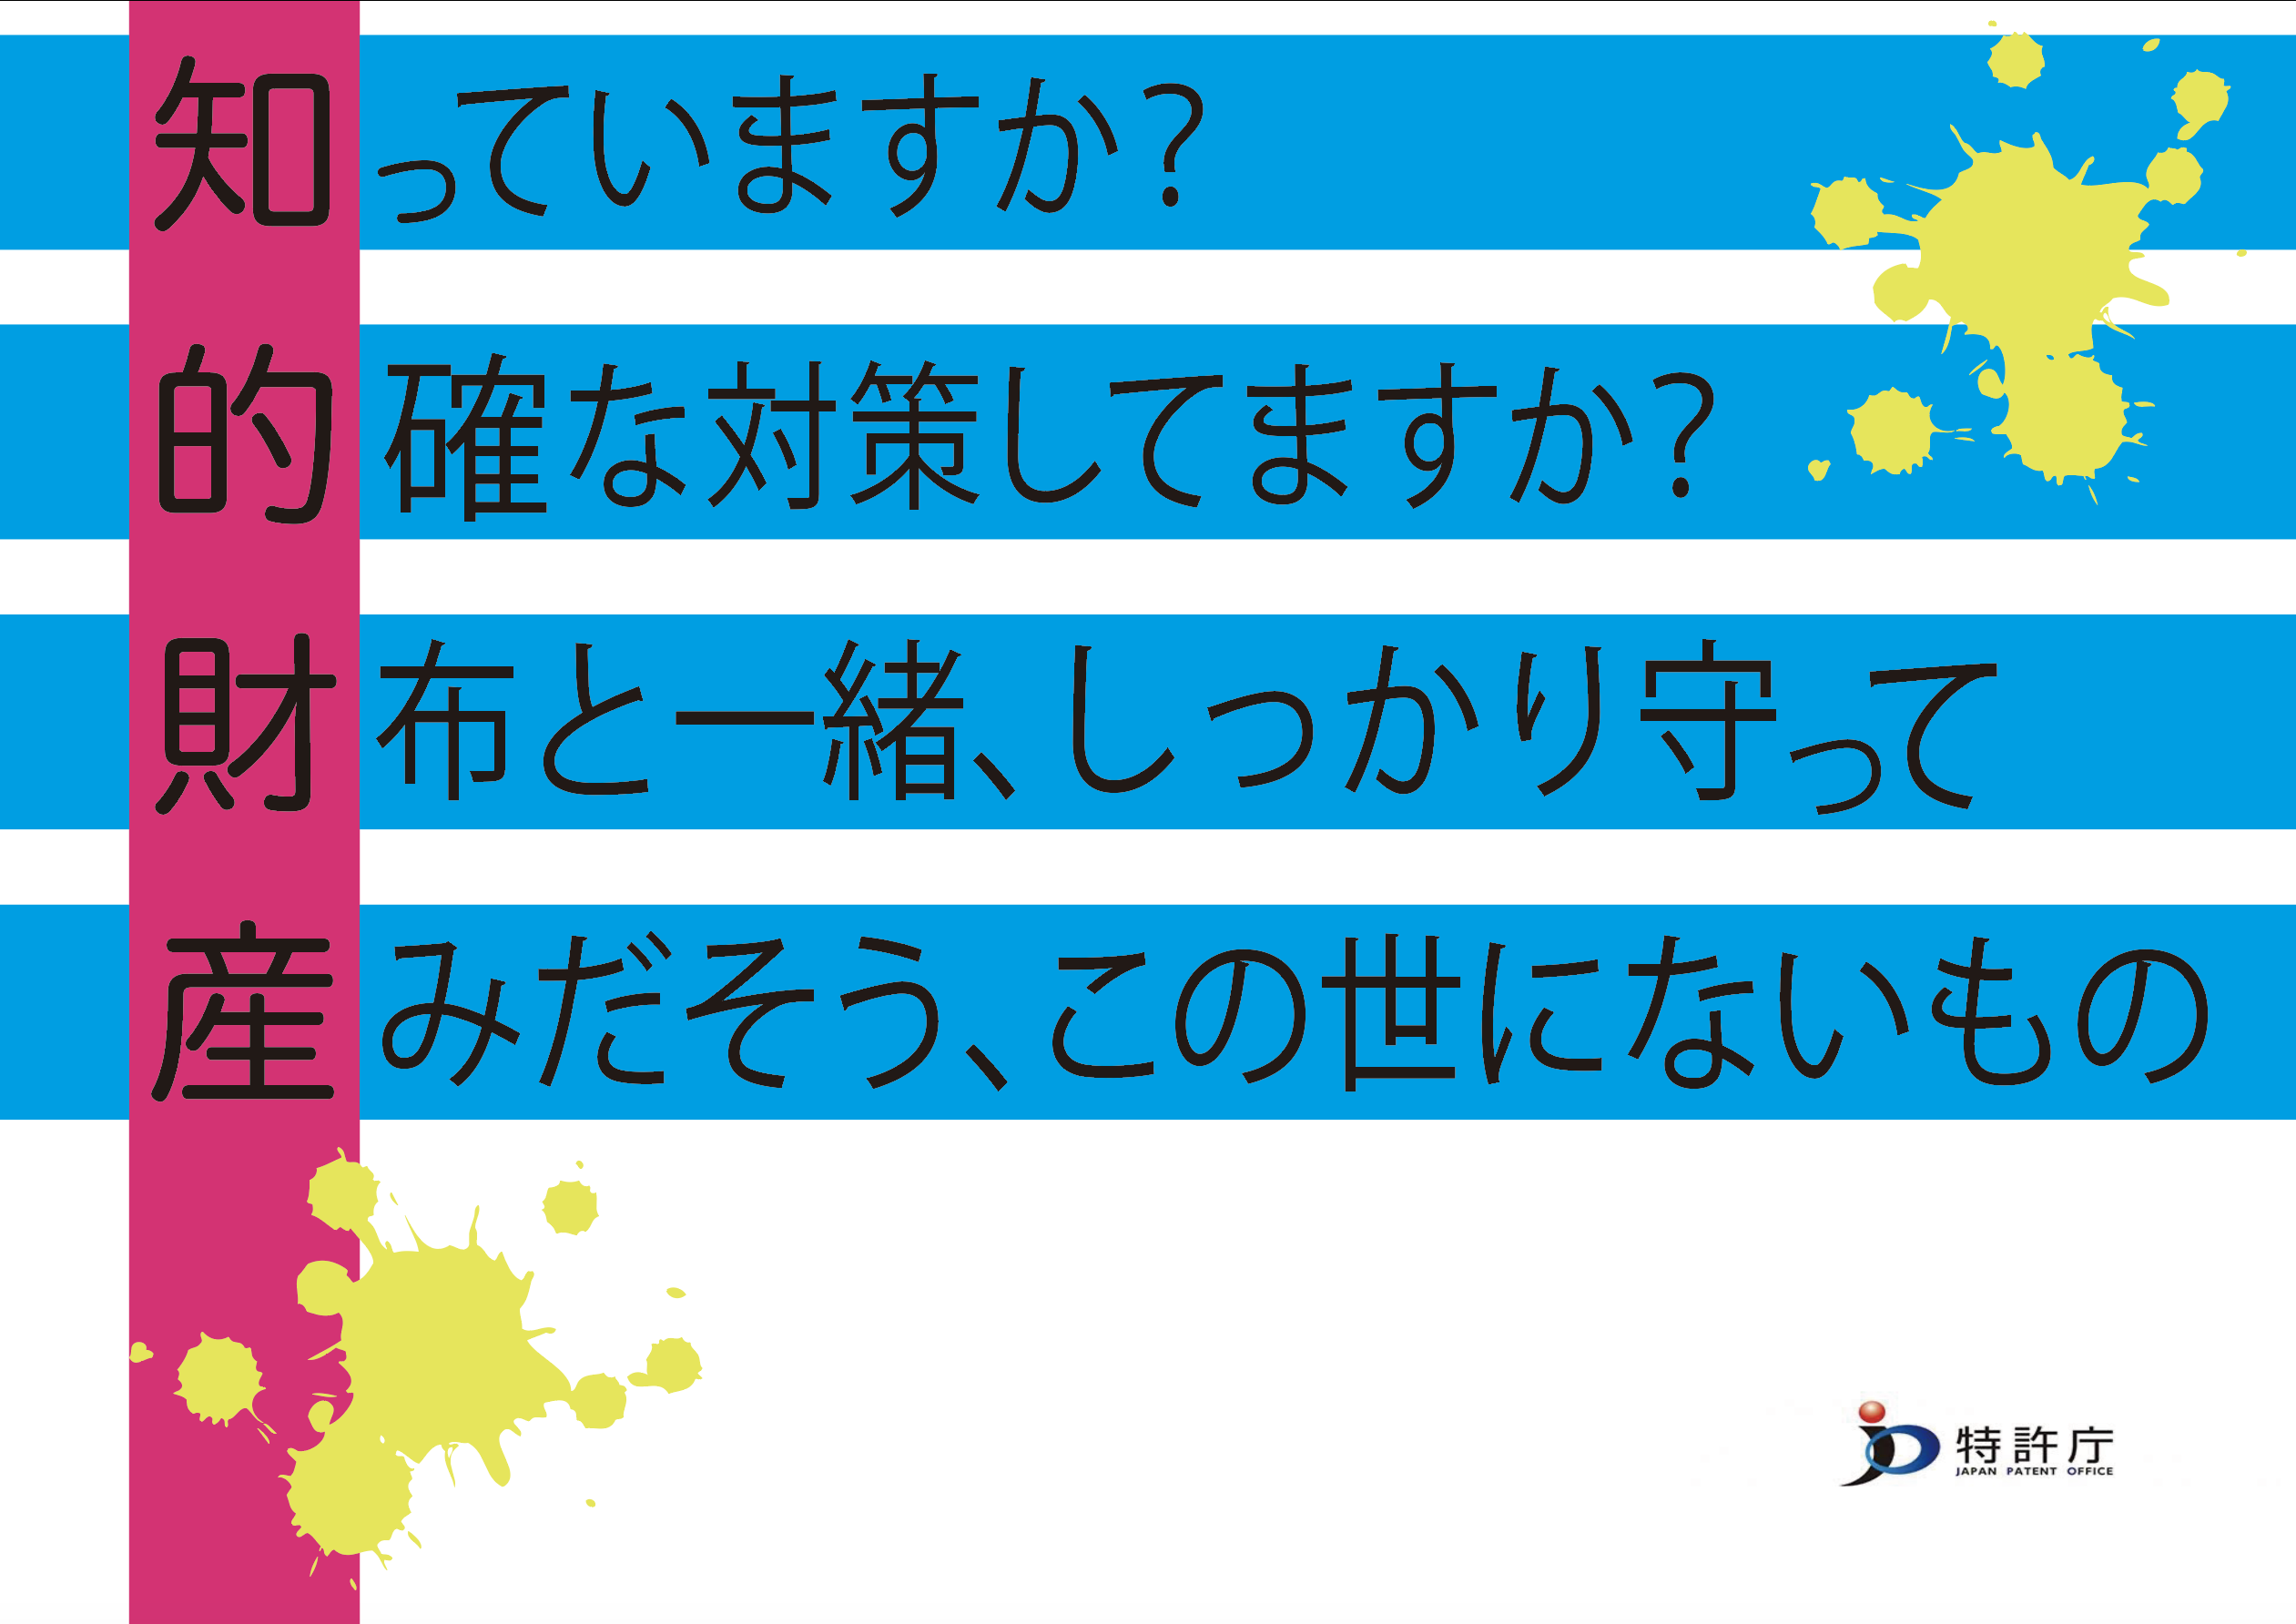 知っていますか?
的確な対策してますか?
財布と一緒、しっかり守って
産みだそう、この世にないもの
特許庁
JAPAN PATENT OFFICE